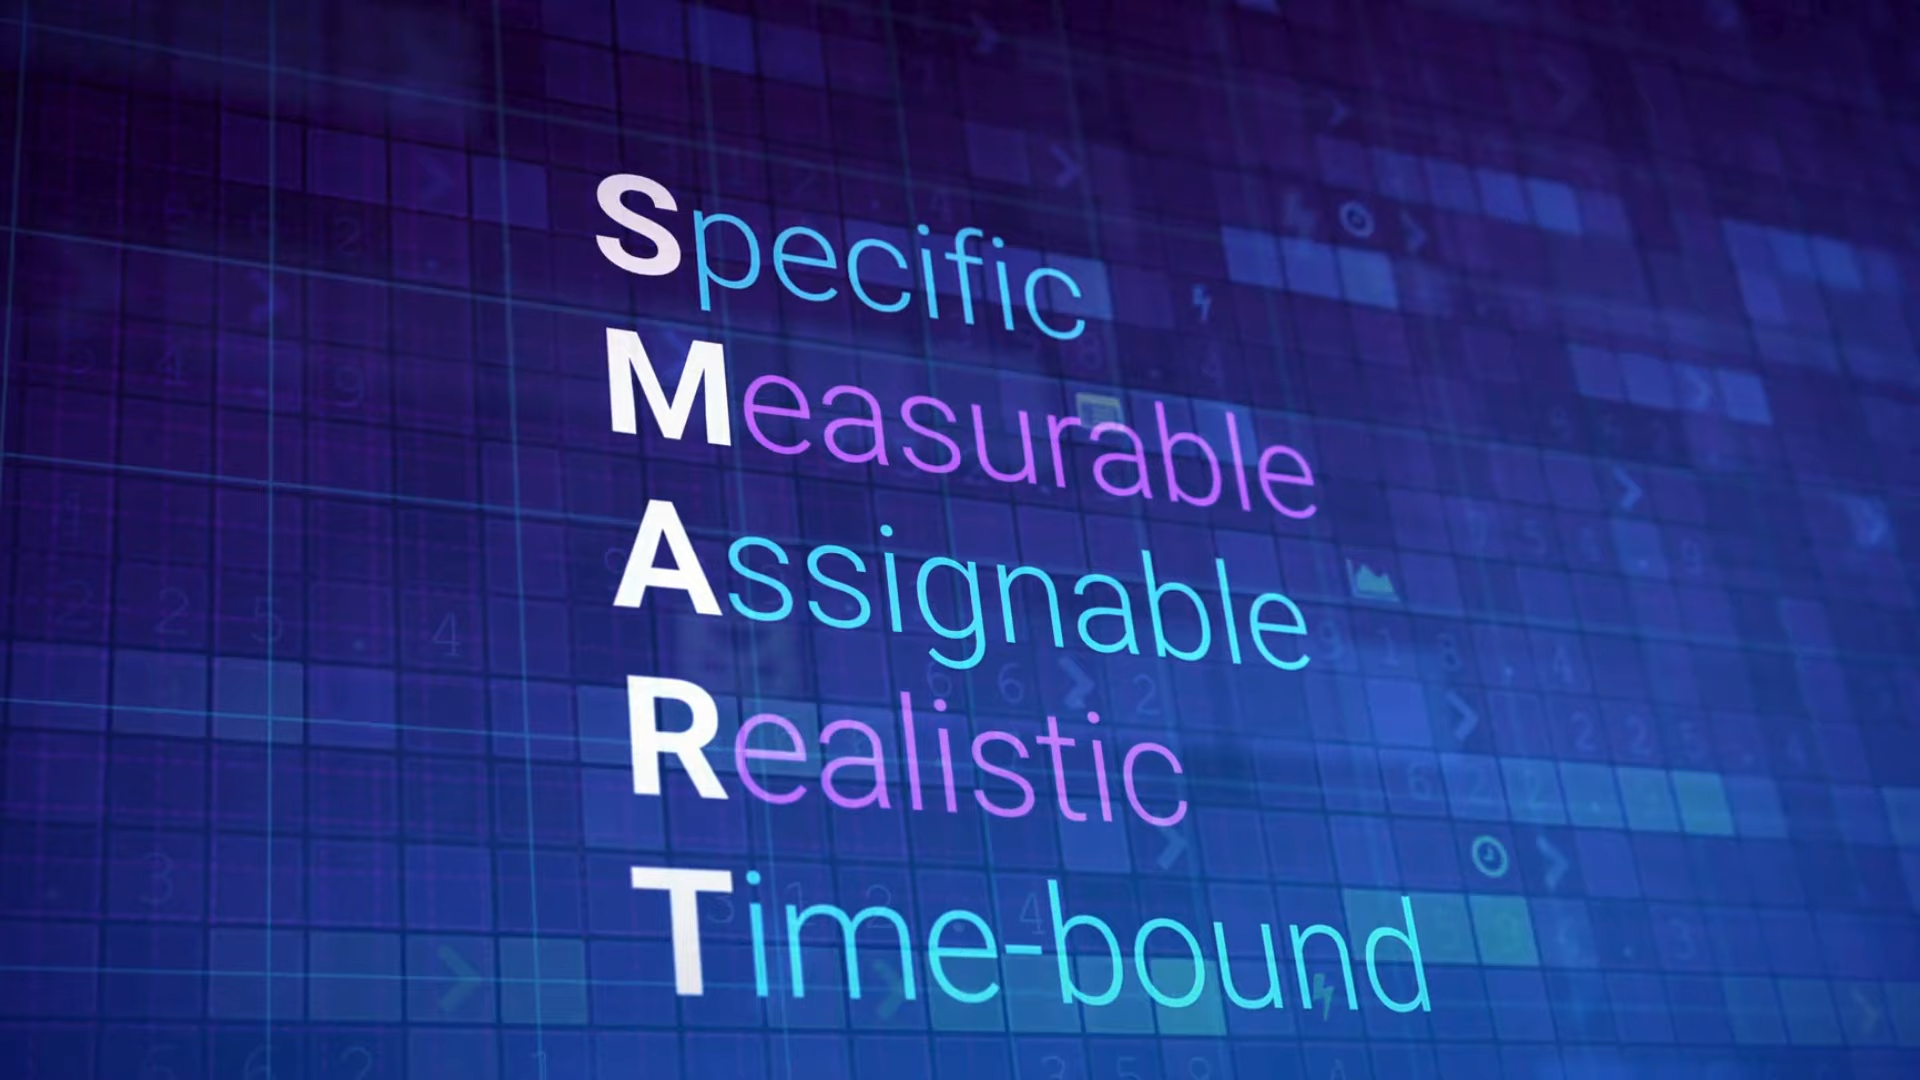 Specific
Measurable
Assignable
Realistic
Time-bound